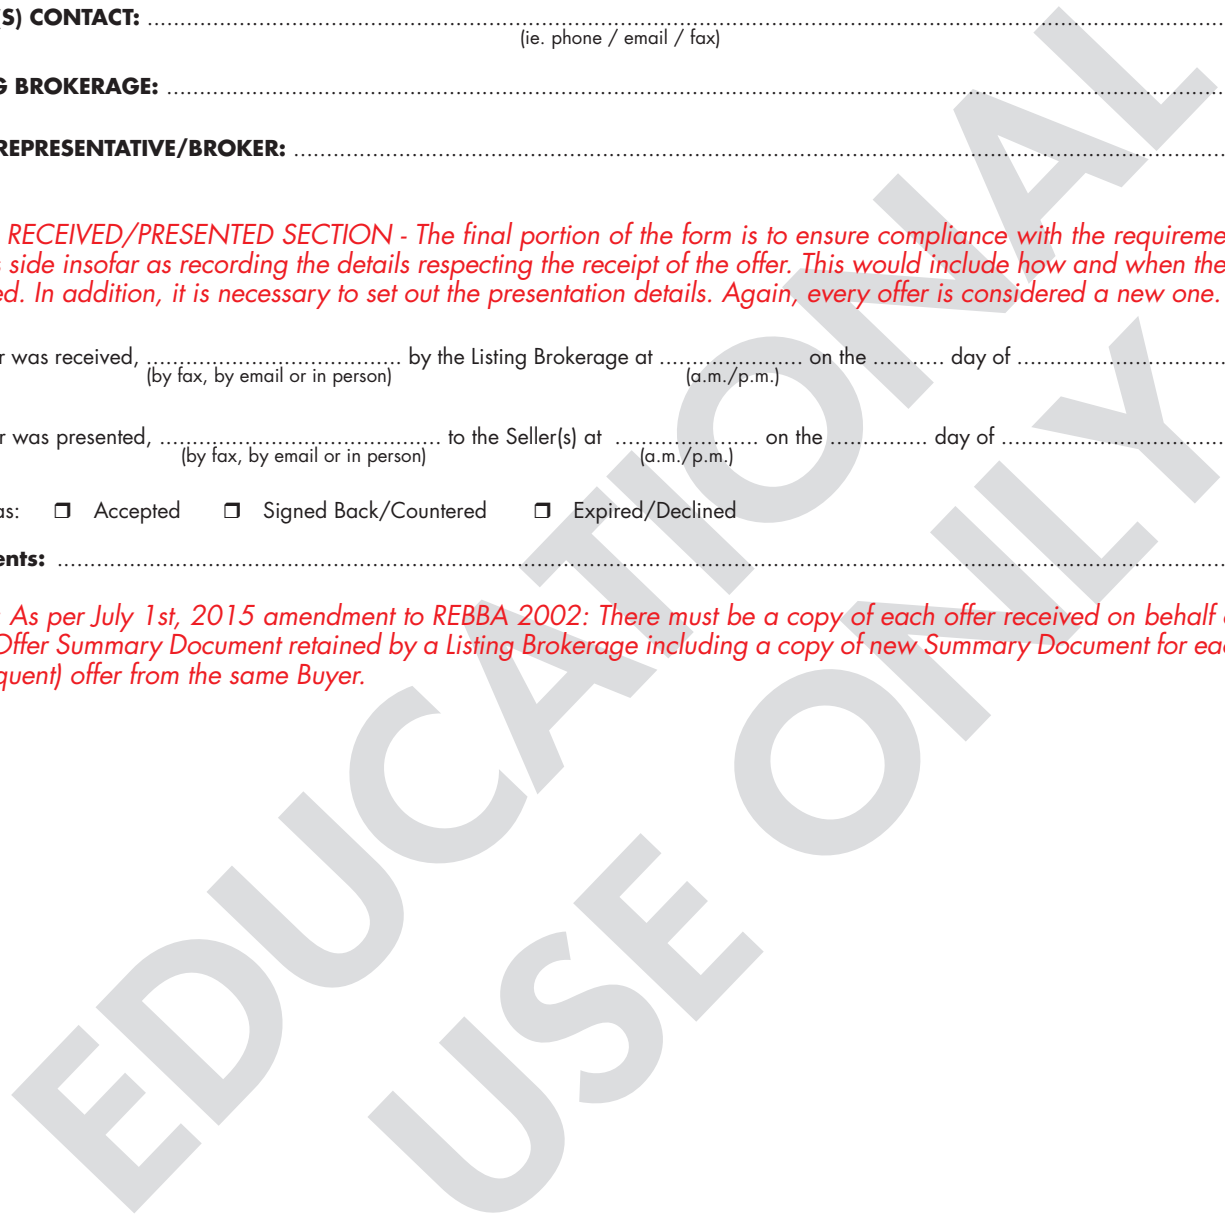 (S) CONTACT: ................................................................
(ie. phone / email / fax)
G BROKERAGE: ................................................................
REPRESENTATIVE/BROKER: ................................................................
RECEIVED/PRESENTED SECTION - The final portion of the form is to ensure compliance with the requireme
s side insofar as recording the details respecting the receipt of the offer. This would include how and when the
ed. In addition, it is necessary to set out the presentation details. Again, every offer is considered a new one.
r was received, ....................................... by the Listing Brokerage at ...................... on the ........... day of ................................
(by fax, by email or in person) (a.m./p.m.)
r was presented, ........................................... to the Seller(s) at ...................... on the ............... day of ..................................
(by fax, by email or in person) (a.m./p.m.)
as: ❒ Accepted ❒ Signed Back/Countered ❒ Expired/Declined
ents: ................................................................
: As per July 1st, 2015 amendment to REBBA 2002: There must be a copy of each offer received on behalf
Offer Summary Document retained by a Listing Brokerage including a copy of new Summary Document for ea
quent) offer from the same Buyer.
EDUCATIONAL
USE ONLY